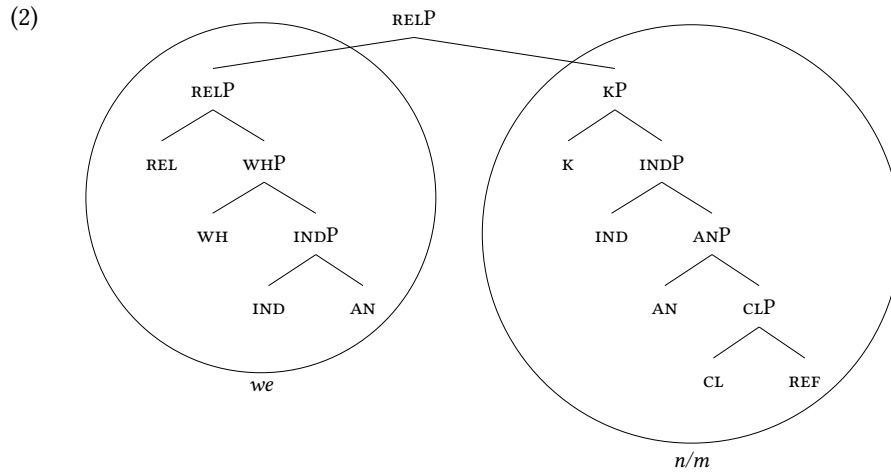 (2)
RELP
RELP KP
REL WHP K INDP
WH INDP IND ANP
IND AN AN CLP
we CL REF
n/m